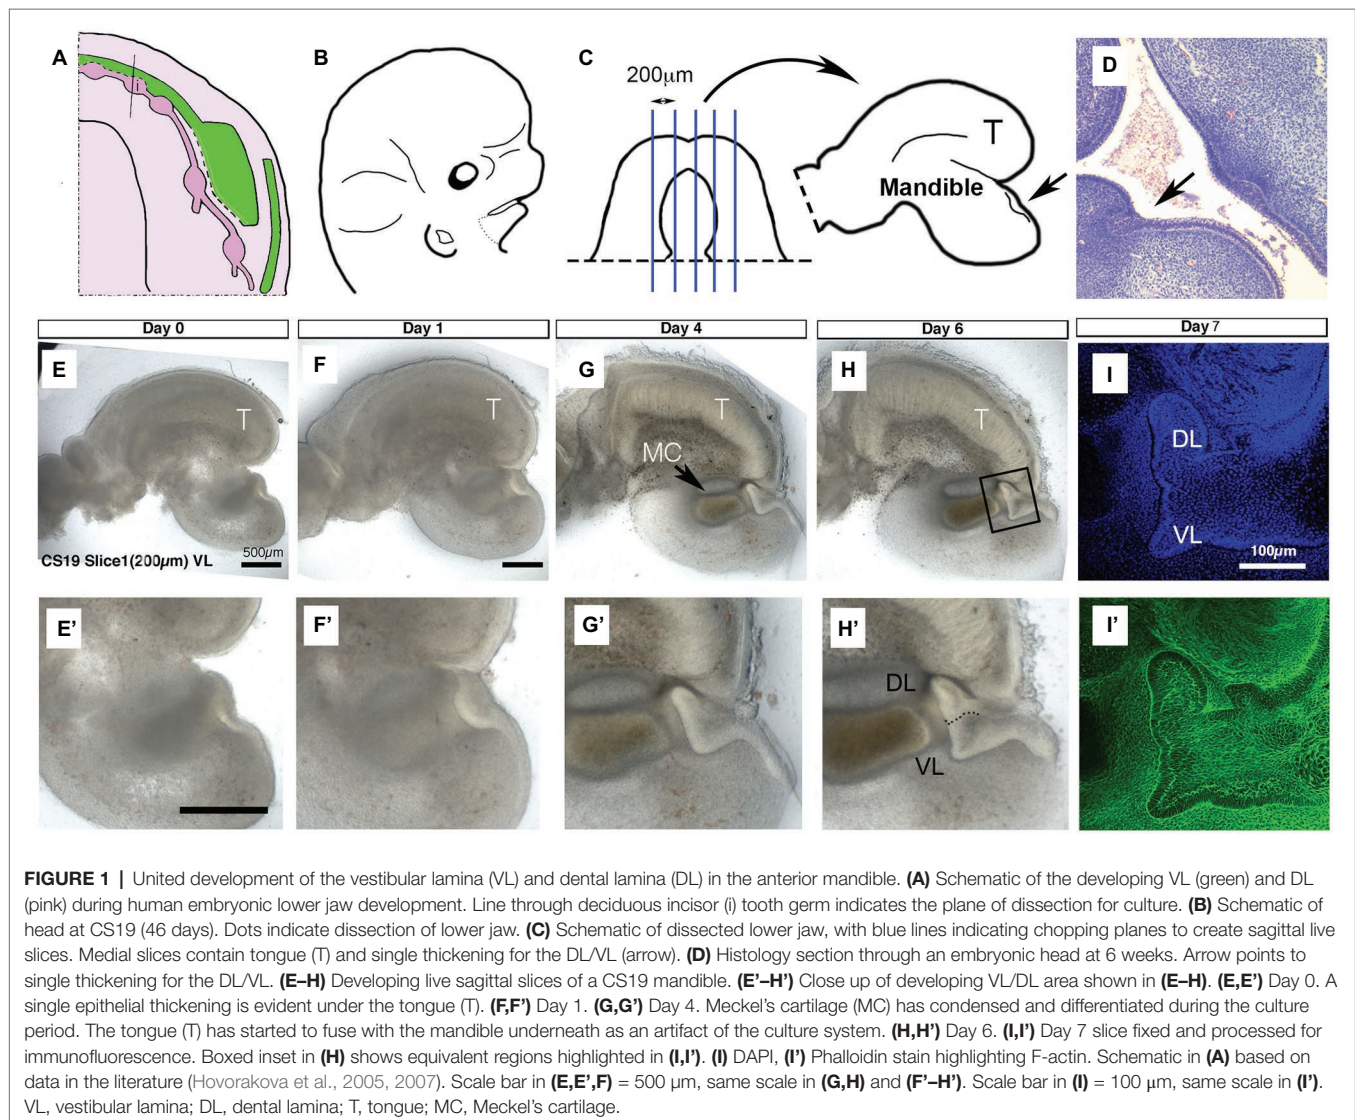 A
B
C
200µm
T
Mandible
D
Day 0
Day 1
Day 4
Day 6
Day 7
E
T
CS19 Slice1(200µm) VL
500µm
F
T
G
T
MC
H
T
I
DL
VL
100µm
E’
F’
G’
H’
DL
VL
I’
FIGURE 1 | United development of the vestibular lamina (VL) and dental lamina (DL) in the anterior mandible. (A) Schematic of the developing VL (green) and DL
(pink) during human embryonic lower jaw development. Line through deciduous incisor (i) tooth germ indicates the plane of dissection for culture. (B) Schematic of
head at CS19 (46 days). Dots indicate dissection of lower jaw. (C) Schematic of dissected lower jaw, with blue lines indicating chopping planes to create sagittal live
slices. Medial slices contain tongue (T) and single thickening for the DL/VL (arrow). (D) Histology section through an embryonic head at 6 weeks. Arrow points to
single thickening for the DL/VL. (E–H) Developing live sagittal slices of a CS19 mandible. (E’–H’) Close up of developing VL/DL area shown in (E–H). (E,E’) Day 0. A
single epithelial thickening is evident under the tongue (T). (F,F’) Day 1. (G,G’) Day 4. Meckel’s cartilage (MC) has condensed and differentiated during the culture
period. The tongue (T) has started to fuse with the mandible underneath as an artifact of the culture system. (H,H’) Day 6. (I,I’) Day 7 slice fixed and processed for
immunofluorescence. Boxed inset in (H) shows equivalent regions highlighted in (I,I’). (I) DAPI, (I’) Phalloidin stain highlighting F-actin. Schematic in (A) based on
data in the literature (Hovorakova et al., 2005, 2007). Scale bar in (E,E’,F) = 500 µm, same scale in (G,H) and (F’–H’). Scale bar in (I) = 100 µm, same scale in (I’).
VL, vestibular lamina; DL, dental lamina; T, tongue; MC, Meckel’s cartilage.